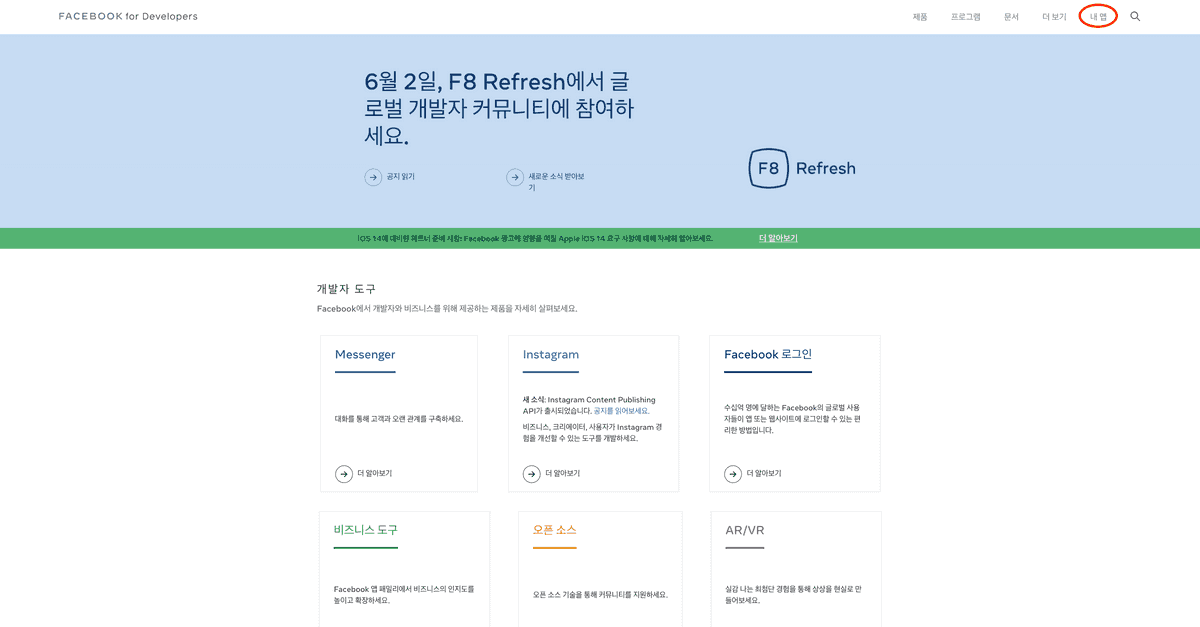 FACEBOOK for Developers
제품 프로그램 문서 더 보기 내 앱
6월 2일, F8 Refresh에서 글
로벌 개발자 커뮤니티에 참여하
세요.
공지 읽기
새로운 소식 받아보
기
F8 Refresh
iOS 14에 대비한 파트너 준비 사항: Facebook 광고에 영향을 미칠 Apple iOS 14 요구 사항에 대해 자세히 알아보세요. 더 알아보기
개발자 도구
Facebook에서 개발자와 비즈니스를 위해 제공하는 제품을 자세히 살펴보세요.
Messenger
대화를 통해 고객과 오랜 관계를 구축하세요.
더 알아보기
Instagram
새 소식: Instagram Content Publishing
API가 출시되었습니다. 공지를 읽어보세요.
비즈니스, 크리에이터, 사용자가 Instagram 경
험을 개선할 수 있는 도구를 개발하세요.
더 알아보기
Facebook 로그인
수십억 명에 달하는 Facebook의 글로벌 사용
자들이 앱 또는 웹사이트에 로그인할 수 있는 편
리한 방법입니다.
더 알아보기
비즈니스 도구
Facebook 앱 패밀리에서 비즈니스의 인지도를
높이고 확장하세요.
오픈 소스
오픈 소스 기술을 통해 커뮤니티를 지원하세요.
AR/VR
실감 나는 최첨단 경험을 통해 상상을 현실로 만
들어보세요.